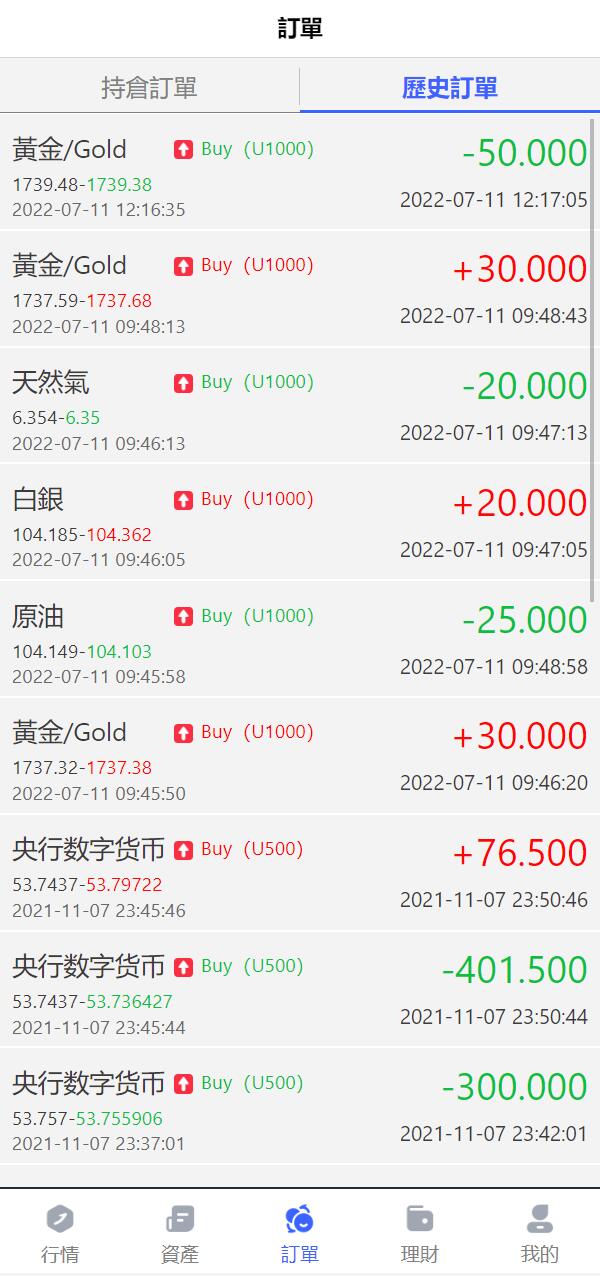 訂單
持倉訂單
歷史訂單
黃金/Gold Buy (U1000) -50.000
1739.48-1739.38
2022-07-11 12:16:35 2022-07-11 12:17:05
黃金/Gold Buy (U1000) +30.000
1737.59-1737.68
2022-07-11 09:48:13 2022-07-11 09:48:43
天然氣 Buy (U1000) -20.000
6.354-6.35
2022-07-11 09:46:13 2022-07-11 09:47:13
白銀 Buy (U1000) +20.000
104.185-104.362
2022-07-11 09:46:05 2022-07-11 09:47:05
原油 Buy (U1000) -25.000
104.149-104.103
2022-07-11 09:45:58 2022-07-11 09:48:58
黃金/Gold Buy (U1000) +30.000
1737.32-1737.38
2022-07-11 09:45:50 2022-07-11 09:46:20
央行数字货币 Buy (U500) +76.500
53.7437-53.79722
2021-11-07 23:45:46 2021-11-07 23:50:46
央行数字货币 Buy (U500) -401.500
53.7437-53.736427
2021-11-07 23:45:44 2021-11-07 23:50:44
央行数字货币 Buy (U500) -300.000
53.757-53.755906
2021-11-07 23:37:01 2021-11-07 23:42:01
行情 資產 訂單 理財 我的